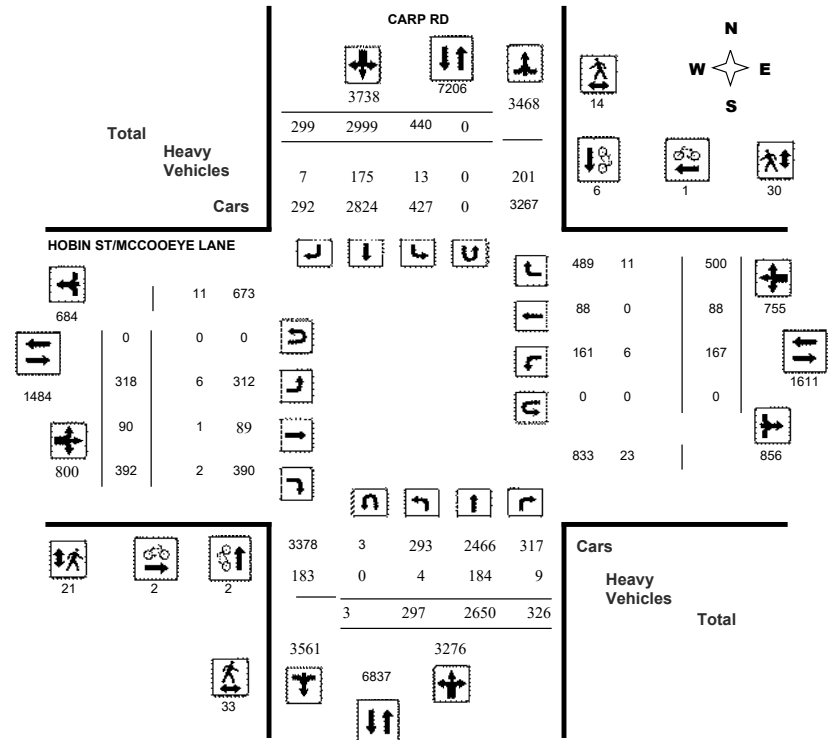 CARP RD
N
W E
S
3738
7206
3468
14
Total
299 2999 440 0
Heavy
Vehicles
7 175 13 0 201
6 1 30
Cars
292 2824 427 0 3267
HOBIN ST/MCCOOEYE LANE
11 673
489 11 500
684
755
88 0 88
0 0 0
1484
318 6 312
161 6 167
1611
0 0 0
90 1 89
800
392 2 390
833 23 856
3378 3 293 2466 317
Cars
183 0 4 184 9
Heavy
Vehicles
21 2 2
3 297 2650 326
Total
3561
3276
6837
33